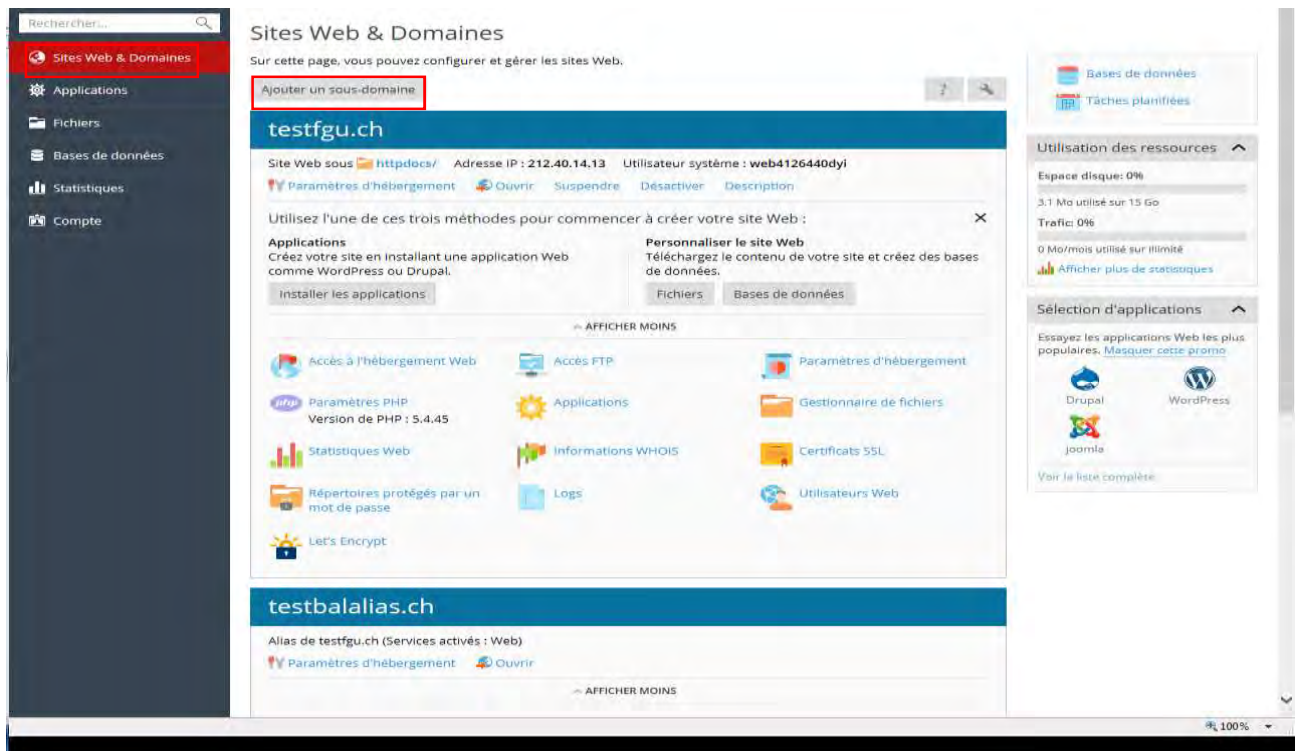 Rechercher...
Sites Web & Domaines
Applications
Fichiers
Bases de données
Statistiques
Compte
Sites Web & Domaines
Sur cette page, vous pouvez configurer et gérer les sites Web.
Ajouter un sous-domaine
?
testfgu.ch
Site Web sous httpdocs/ Adresse IP : 212.40.14.13 Utilisateur système : web4126440dyi
Paramètres d'hébergement Ouvrir Suspendre Désactiver Description
Utilisez l'une de ces trois méthodes pour commencer à créer votre site Web :
Applications
Créez votre site en installant une application Web
comme WordPress ou Drupal.
Installer les applications
Personnaliser le site Web
Téléchargez le contenu de votre site et créez des bases
de données.
Fichiers Bases de données
AFFICHER MOINS
Accès à l'hébergement Web Accès FTP Paramètres d'hébergement
php Paramètres PHP Applications Gestionnaire de fichiers
Version de PHP : 5.4.45
Statistiques Web Informations WHOIS Certificats SSL
Répertoires protégés par un Logs Utilisateurs Web
mot de passe
Let's Encrypt
testbalalias.ch
Alias de testfgu.ch (Services activés : Web)
Paramètres d'hébergement Ouvrir
AFFICHER MOINS
Bases de données
Tâches planifiées
Utilisation des ressources
Espace disque: 0%
3.1 Mo utilisé sur 15 Go
Trafic: 0%
0 Mo/mois utilisé sur illimité
Afficher plus de statistiques
Sélection d'applications
Essayez les applications Web les plus
populaires. Masquer cette promo
Drupal WordPress
Joomla
Voir la liste complète
100%